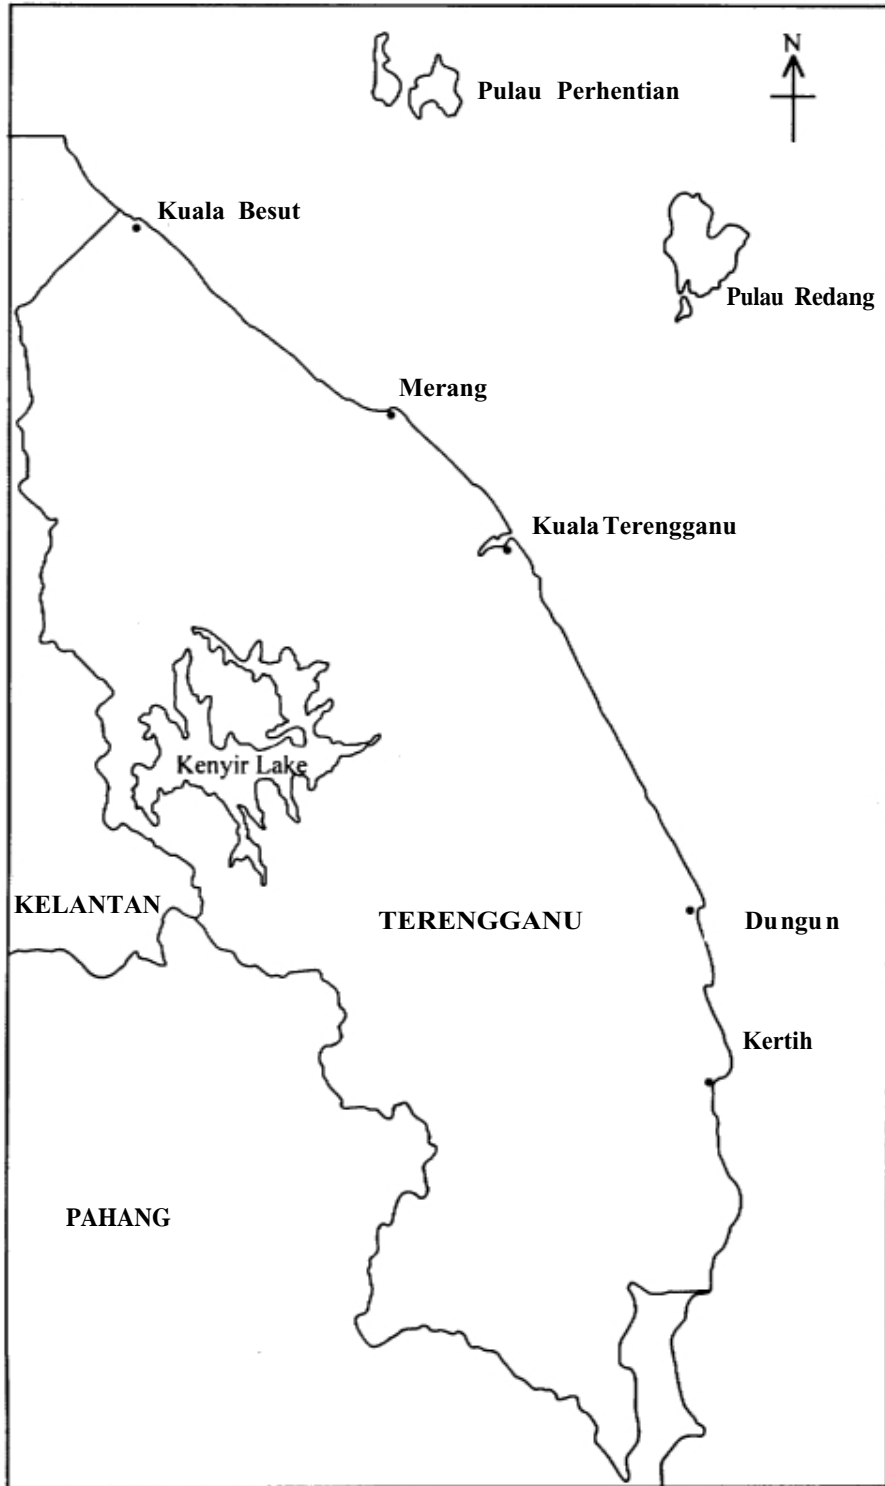 N
Pulau Perhentian
Kuala Besut
Pulau Redang
Merang
Kuala Terengganu
Kenyir Lake
KELANTAN
TERENGGANU
Dungun
Kertih
PAHANG